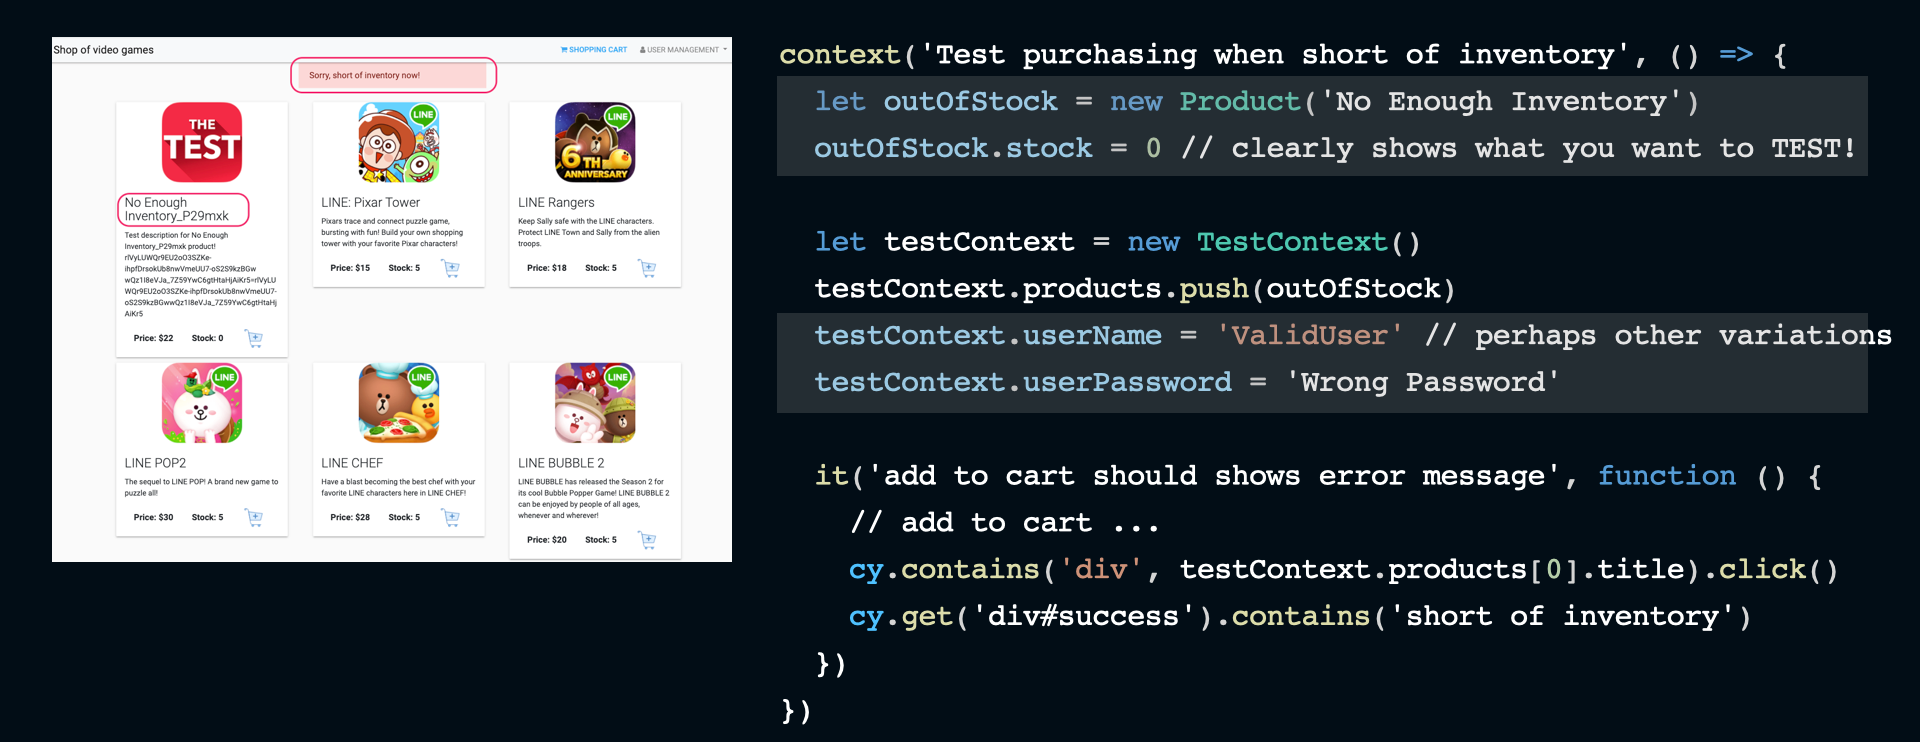 Shop of video games
SHOPPING CART
USER MANAGEMENT
Sorry, short of inventory now!
THE
TEST
No Enough
Inventory_P29mxk
Test description for No Enough
Inventory_P29mxk product!
rlVyLUWQr9EU2oO3SZKe-
ihpfDrsokUb8nwVmeUU7-oS2S9kzBGw
wQz1I8eVJa_7Z59YwC6gtHtaHjAiKr5=rlVyLU
WQr9EU2oO3SZKe-ihpfDrsokUb8nwVmeUU7-
oS2S9kzBGwwQz1I8eVJa_7Z59YwC6gtHtaHj
AiKr5
Price: $22 Stock: 0
LINE
LINE: Pixar Tower
Pixars trace and connect puzzle game,
bursting with fun! Build your own shopping
tower with your favorite Pixar characters!
Price: $15 Stock: 5
LINE
6TH
ANNIVERSARY
LINE Rangers
Keep Sally safe with the LINE characters.
Protect LINE Town and Sally from the alien
troops.
Price: $18 Stock: 5
LINE
LINE POP2
The sequel to LINE POP! A brand new game to
puzzle all!
Price: $30 Stock: 5
LINE
LINE CHEF
Have a blast becoming the best chef with your
favorite LINE characters here in LINE CHEF!
Price: $28 Stock: 5
LINE
LINE BUBBLE 2
LINE BUBBLE has released the Season 2 for
its cool Bubble Popper Game! LINE BUBBLE 2
can be enjoyed by people of all ages,
whenever and wherever!
Price: $20 Stock: 5
context('Test purchasing when short of inventory', () => {
let outOfStock = new Product('No Enough Inventory')
outOfStock.stock = 0 // clearly shows what you want to TEST!
let testContext = new TestContext()
testContext.products.push(outOfStock)
testContext.userName = 'ValidUser' // perhaps other variations
testContext.userPassword = 'Wrong Password'
it('add to cart should shows error message', function () {
// add to cart ...
cy.contains('div', testContext.products[0].title).click()
cy.get('div#success').contains('short of inventory')
})
})